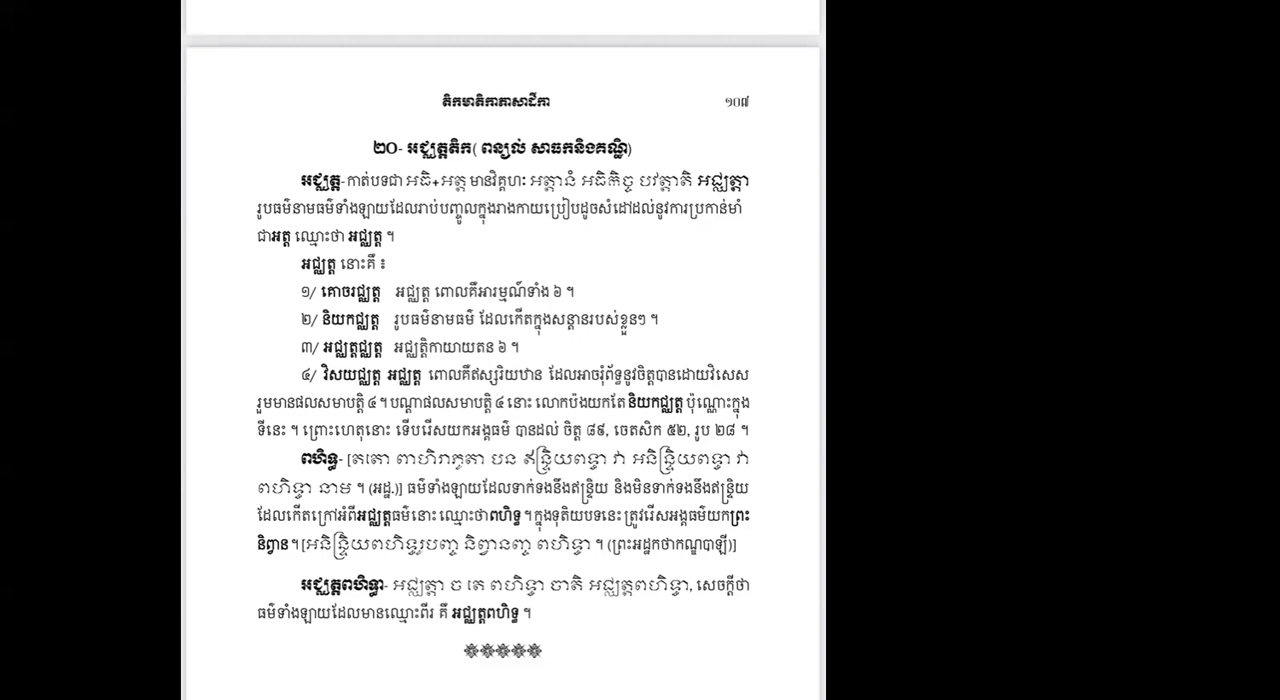 តិកមាតិកាភាសាដីកា ១០៧
២០- អជ្ឈត្តតិក( ពន្យល់ សាធកនិងគណ្ឋិ)
អជ្ឈត្ត- កាត់បទជា អធិ+អត្ត មានវិគ្គហៈ អត្តានំ អធិកិច្ច បវត្តាតិ អជ្ឈត្តា
រូបធម៌នាមធម៌ទាំងឡាយដែលរាប់បញ្ចូលក្នុងរាងកាយប្រៀបដូចសំដៅដល់នូវការប្រកាន់មាំ
ជាអត្ត ឈ្មោះថា អជ្ឈត្ត ។
អជ្ឈត្ត នោះគឺ ៖
១/ គោចរជ្ឈត្ត អជ្ឈត្ត ពោលគឺអារម្មណ៍ទាំង ៦ ។
២/ និយកជ្ឈត្ត រូបធម៌នាមធម៌ ដែលកើតក្នុងសន្តានរបស់ខ្លួនៗ ។
៣/ អជ្ឈត្តជ្ឈត្ត អជ្ឈត្តិកាយាយតន ៦ ។
៤/ វិសយជ្ឈត្ត អជ្ឈត្ត ពោលគឺឥស្សរិយឋាន ដែលអាចរុំព័ទ្ធនូវចិត្តបានដោយវិសេស
រួមមានផលសមាបត្តិ ៤ ។ បណ្តាផលសមាបត្តិ ៤ នោះ លោកប៉ងយកតែ និយកជ្ឈត្ត ប៉ុណ្ណោះក្នុង
ទីនេះ ។ ព្រោះហេតុនោះ ទើបរើសយកអង្គធម៌ បានដល់ ចិត្ត ៨៩, ចេតសិក ៥២, រូប ២៨ ។
ពហិទ្ធ- [តតោ ពាហិរាភូតា បន ឥន្ទ្រិយពទ្ធា វា អនិន្ទ្រិយពទ្ធា វា
ពហិទ្ធា នាម ។ (អដ្ឋ.)] ធម៌ទាំងឡាយដែលទាក់ទងនឹងឥន្ទ្រិយ និងមិនទាក់ទងនឹងឥន្ទ្រិយ
ដែលកើតក្រៅអំពីអជ្ឈត្តធម៌នោះ ឈ្មោះថាពហិទ្ធ ។ ក្នុងទុតិយបទនេះ ត្រូវរើសអង្គធម៌យកព្រះ
និព្វាន ។ [អនិន្ទ្រិយពហិទ្ធរូបញ្ច និព្វានញ្ច ពហិទ្ធា ។ (ព្រះអដ្ឋកថាកណ្ឌបាឡី)]
អជ្ឈត្តពហិទ្ធា- អជ្ឈត្តា ច តេ ពហិទ្ធា ចាតិ អជ្ឈត្តពហិទ្ធា, សេចក្តីថា
ធម៌ទាំងឡាយដែលមានឈ្មោះពីរ គឺ អជ្ឈត្តពហិទ្ធ ។